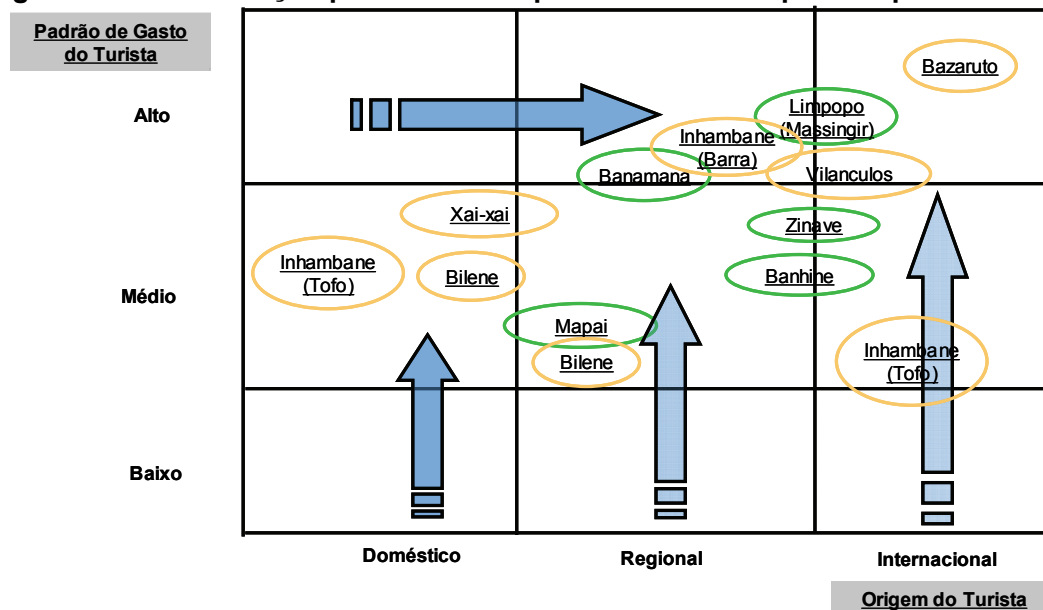 Padrão de Gasto
do Turista
Alto
Bazaruto
Limpopo
(Massingir)
Inhambane
(Barra)
Banamana
Vilanculos
Xai-xai
Zinave
Inhambane
(Tofo)
Bilene
Banhine
Médio
Mapai
Bilene
Inhambane
(Tofo)
Baixo
Doméstico
Regional
Internacional
Origem do Turista